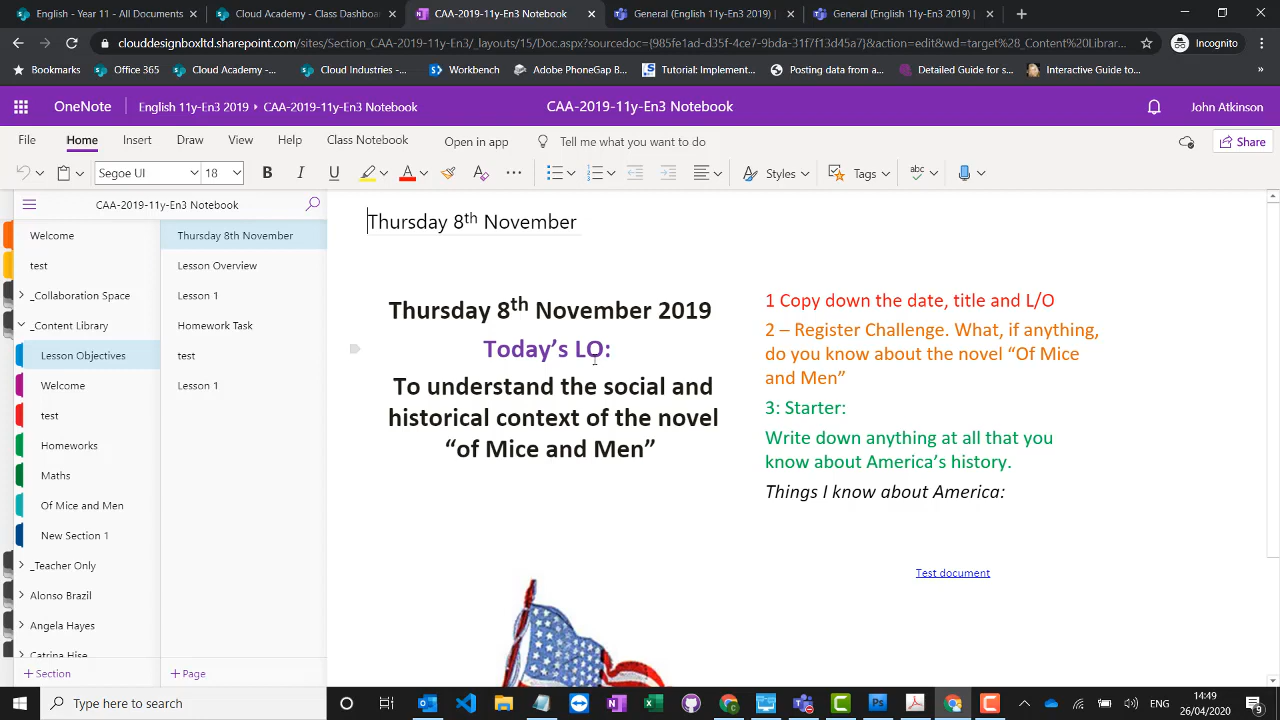 Year 11 - All Documents
Cloud Academy - Class Dashboard
CAA-2019-11y-En3 Notebook
General (English 11y-En3 2019) |
General (English 11y-En3 2019) |
clouddesignboxltd.sharepoint.com/sites/Section_CAA-2019-11y-En3/_layouts/15/Doc.aspx?sourcedoc={985fe1ad-d35f-4ce7-9bda-31f7f13d45a7}&action=edit&wd=target%28_Content%20Librar...
Incognito
Bookmarks
Office 365
Cloud Academy -...
Cloud Industries -...
Workbench
Adobe PhoneGap B...
Tutorial: Implement...
Posting data from a...
Detailed Guide for s...
Interactive Guide to...
»
OneNote
English 11y-En3 2019 ▸ CAA-2019-11y-En3 Notebook
CAA-2019-11y-En3 Notebook
John Atkinson
File
Home
Insert
Draw
View
Help
Class Notebook
Open in app
Tell me what you want to do
Share
Segoe UI
18
B
I
U
A
Styles
Tags
abc
CAA-2019-11y-En3 Notebook
Welcome
test
_Collaboration Space
_Content Library
Lesson Objectives
Welcome
test
Homeworks
Maths
Of Mice and Men
New Section 1
_Teacher Only
Alonso Brazil
Angela Hayes
Catrina Hise
+ Section
Thursday 8th November
Lesson Overview
Lesson 1
Homework Task
test
Lesson 1
+ Page
Thursday 8th November
Thursday 8th November 2019
Today’s LO:
To understand the social and
historical context of the novel
“of Mice and Men”
1 Copy down the date, title and L/O
2 – Register Challenge. What, if anything,
do you know about the novel “Of Mice
and Men”
3: Starter:
Write down anything at all that you
know about America’s history.
Things I know about America:
Test document
Type here to search
ENG
14:49
26/04/2020
9